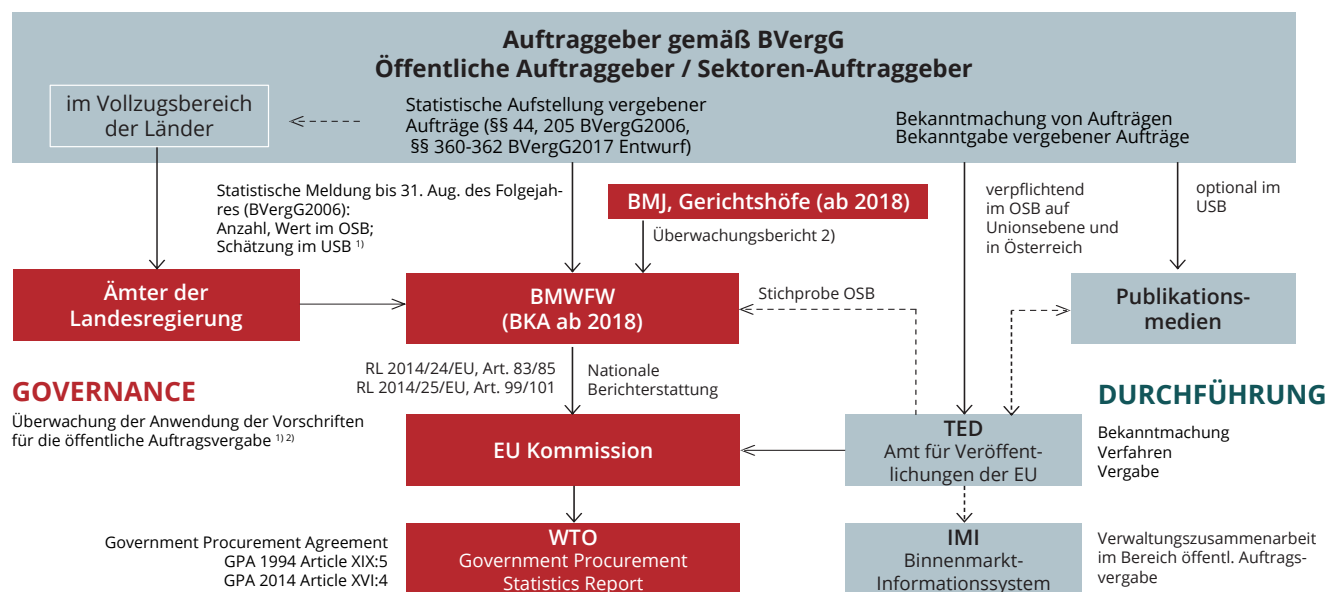 Auftraggeber gemäß BVergG
Öffentliche Auftraggeber / Sektoren-Auftraggeber
im Vollzugsbereich
der Länder
Statistische Aufstellung vergebener
Aufträge (§§ 44, 205 BVergG2006,
§§ 360-362 BVergG2017 Entwurf)
Bekanntmachung von Aufträgen
Bekanntgabe vergebener Aufträge
Statistische Meldung bis 31. Aug. des Folgejah-
res (BVergG2006):
Anzahl, Wert im OSB;
Schätzung im USB 1)
BMJ, Gerichtshöfe (ab 2018)
Überwachungsbericht 2)
verpflichtend
im OSB auf
Unionsebene und
in Österreich
optional im
USB
Ämter der
Landesregierung
BMWFW
(BKA ab 2018)
Stichprobe OSB
Publikations-
medien
RL 2014/24/EU, Art. 83/85
RL 2014/25/EU, Art. 99/101
Nationale
Berichterstattung
GOVERNANCE
Überwachung der Anwendung der Vorschriften
für die öffentliche Auftragsvergabe 1) 2)
DURCHFÜHRUNG
Bekanntmachung
Verfahren
Vergabe
EU Kommission
TED
Amt für Veröffent-
lichungen der EU
Government Procurement Agreement
GPA 1994 Article XIX:5
GPA 2014 Article XVI:4
WTO
Government Procurement
Statistics Report
IMI
Binnenmarkt-
Informationssystem
Verwaltungszusammenarbeit
im Bereich öffentl. Auftrags-
vergabe